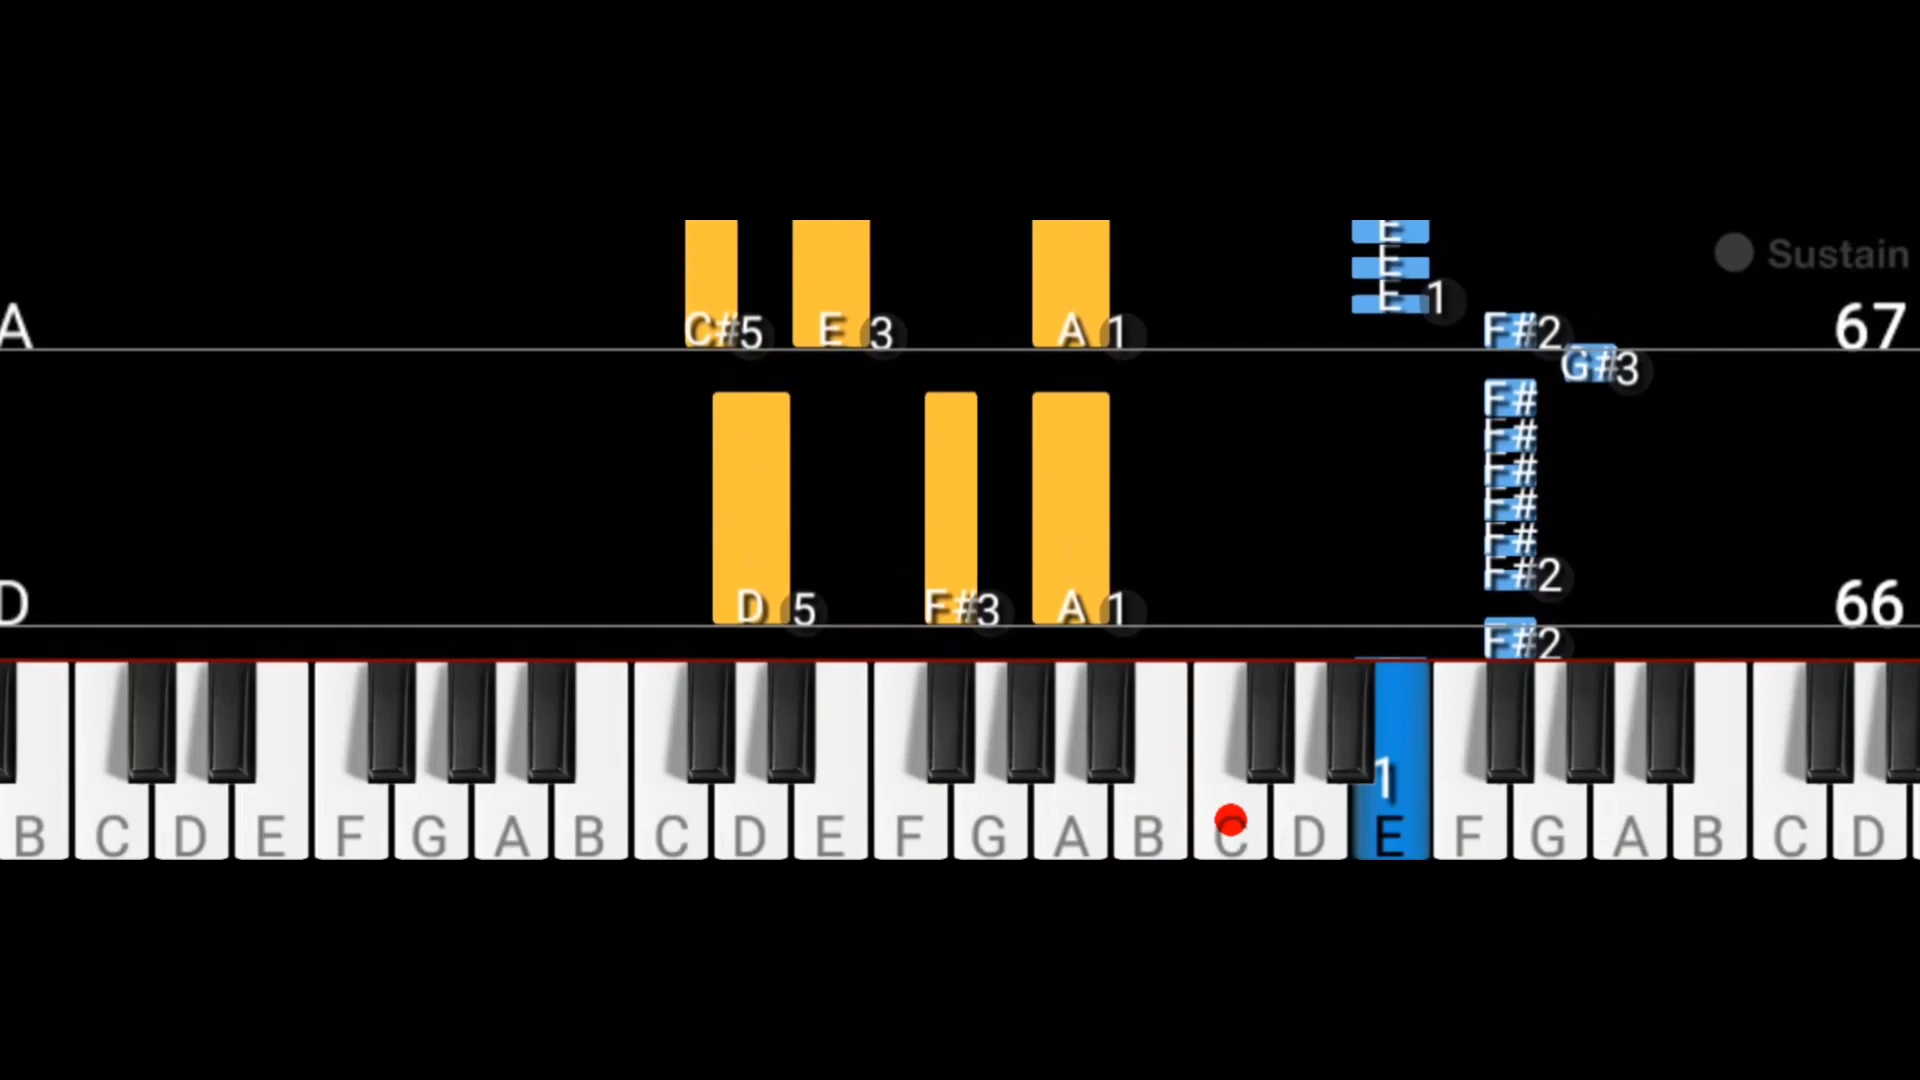 E
E
Sustain
E 1
A C#5 E 3 A 1 F#2 67
G#3
F#
F#
F#
F#
F#
F#2
D D 5 F#3 A 1 66
F#2
1
B C D E F G A B C D E F G A B C D E F G A B C D